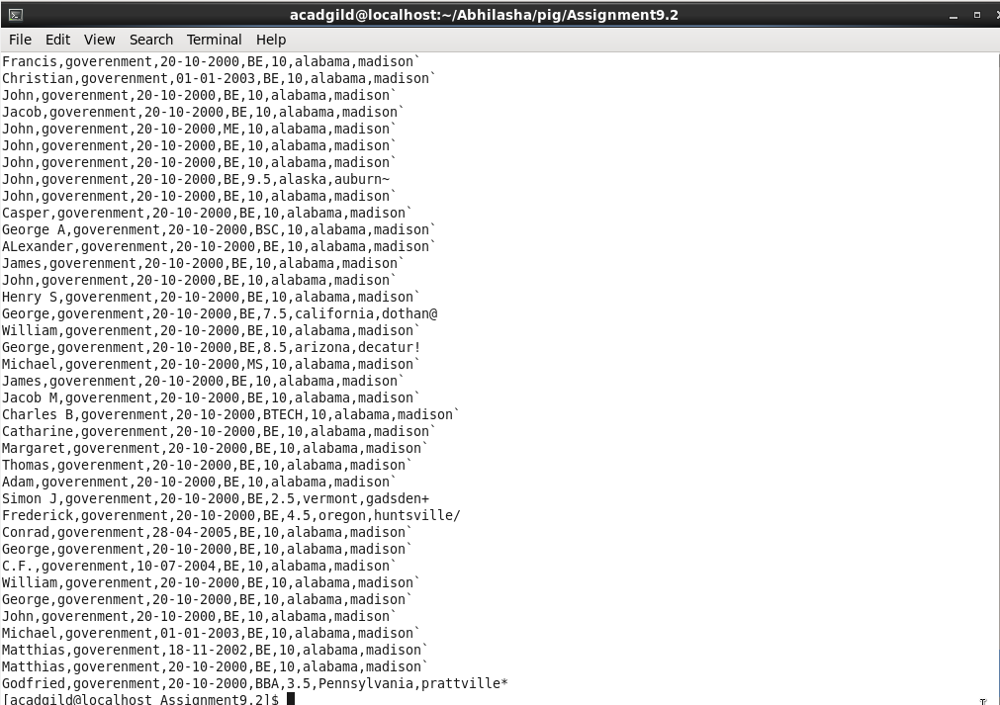 acadgild@localhost:~/Abhilasha/pig/Assignment9.2
File Edit View Search Terminal Help
Francis,goverenment,20-10-2000,BE,10,alabama,madison`
Christian,goverenment,01-01-2003,BE,10,alabama,madison`
John,goverenment,20-10-2000,BE,10,alabama,madison`
Jacob,goverenment,20-10-2000,BE,10,alabama,madison`
John,goverenment,20-10-2000,ME,10,alabama,madison`
John,goverenment,20-10-2000,BE,10,alabama,madison`
John,goverenment,20-10-2000,BE,10,alabama,madison`
John,goverenment,20-10-2000,BE,9.5,alaska,auburn~
John,goverenment,20-10-2000,BE,10,alabama,madison`
Casper,goverenment,20-10-2000,BE,10,alabama,madison`
George A,goverenment,20-10-2000,BSC,10,alabama,madison`
ALexander,goverenment,20-10-2000,BE,10,alabama,madison`
James,goverenment,20-10-2000,BE,10,alabama,madison`
John,goverenment,20-10-2000,BE,10,alabama,madison`
Henry S,goverenment,20-10-2000,BE,10,alabama,madison`
George,goverenment,20-10-2000,BE,7.5,california,dothan@
William,goverenment,20-10-2000,BE,10,alabama,madison`
George,goverenment,20-10-2000,BE,8.5,arizona,decatur!
Michael,goverenment,20-10-2000,MS,10,alabama,madison`
James,goverenment,20-10-2000,BE,10,alabama,madison`
Jacob M,goverenment,20-10-2000,BE,10,alabama,madison`
Charles B,goverenment,20-10-2000,BTECH,10,alabama,madison`
Catharine,goverenment,20-10-2000,BE,10,alabama,madison`
Margaret,goverenment,20-10-2000,BE,10,alabama,madison`
Thomas,goverenment,20-10-2000,BE,10,alabama,madison`
Adam,goverenment,20-10-2000,BE,10,alabama,madison`
Simon J,goverenment,20-10-2000,BE,2.5,vermont,gadsden+
Frederick,goverenment,20-10-2000,BE,4.5,oregon,huntsville/
Conrad,goverenment,28-04-2005,BE,10,alabama,madison`
George,goverenment,20-10-2000,BE,10,alabama,madison`
C.F.,goverenment,10-07-2004,BE,10,alabama,madison`
William,goverenment,20-10-2000,BE,10,alabama,madison`
George,goverenment,20-10-2000,BE,10,alabama,madison`
John,goverenment,20-10-2000,BE,10,alabama,madison`
Michael,goverenment,01-01-2003,BE,10,alabama,madison`
Matthias,goverenment,18-11-2002,BE,10,alabama,madison`
Matthias,goverenment,20-10-2000,BE,10,alabama,madison`
Godfried,goverenment,20-10-2000,BBA,3.5,Pennsylvania,prattville*
[acadgild@localhost Assignment9.2]$